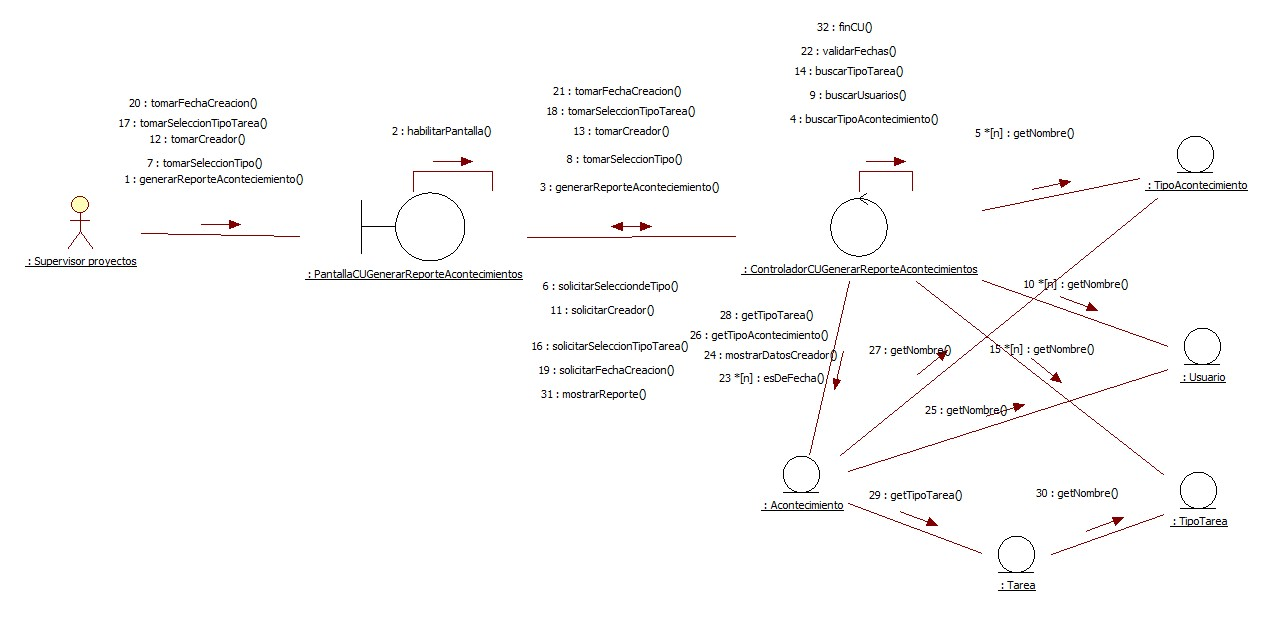 32 : finCU()
22 : validarFechas()
14 : buscarTipoTarea()
9 : buscarUsuarios()
4 : buscarTipoAcontecimiento()
20 : tomarFechaCreacion()
17 : tomarSeleccionTipoTarea()
12 : tomarCreador()
7 : tomarSeleccionTipo()
1 : generarReporteAconteciemiento()
2 : habilitarPantalla()
21 : tomarFechaCreacion()
18 : tomarSeleccionTipoTarea()
13 : tomarCreador()
8 : tomarSeleccionTipo()
3 : generarReporteAconteciemiento()
5 *[n] : getNombre()
: TipoAcontecimiento
: Supervisor proyectos
: PantallaCUGenerarReporteAcontecimientos
: ControladorCUGenerarReporteAcontecimientos
6 : solicitarSelecciondeTipo()
11 : solicitarCreador()
16 : solicitarSeleccionTipoTarea()
19 : solicitarFechaCreacion()
31 : mostrarReporte()
28 : getTipoTarea()
26 : getTipoAcontecimiento()
24 : mostrarDatosCreador()
23 *[n] : esDeFecha()
10 *[n] : getNombre()
27 : getNombre()
15 *[n] : getNombre()
: Usuario
25 : getNombre()
: Acontecimiento
29 : getTipoTarea()
30 : getNombre()
: TipoTarea
: Tarea